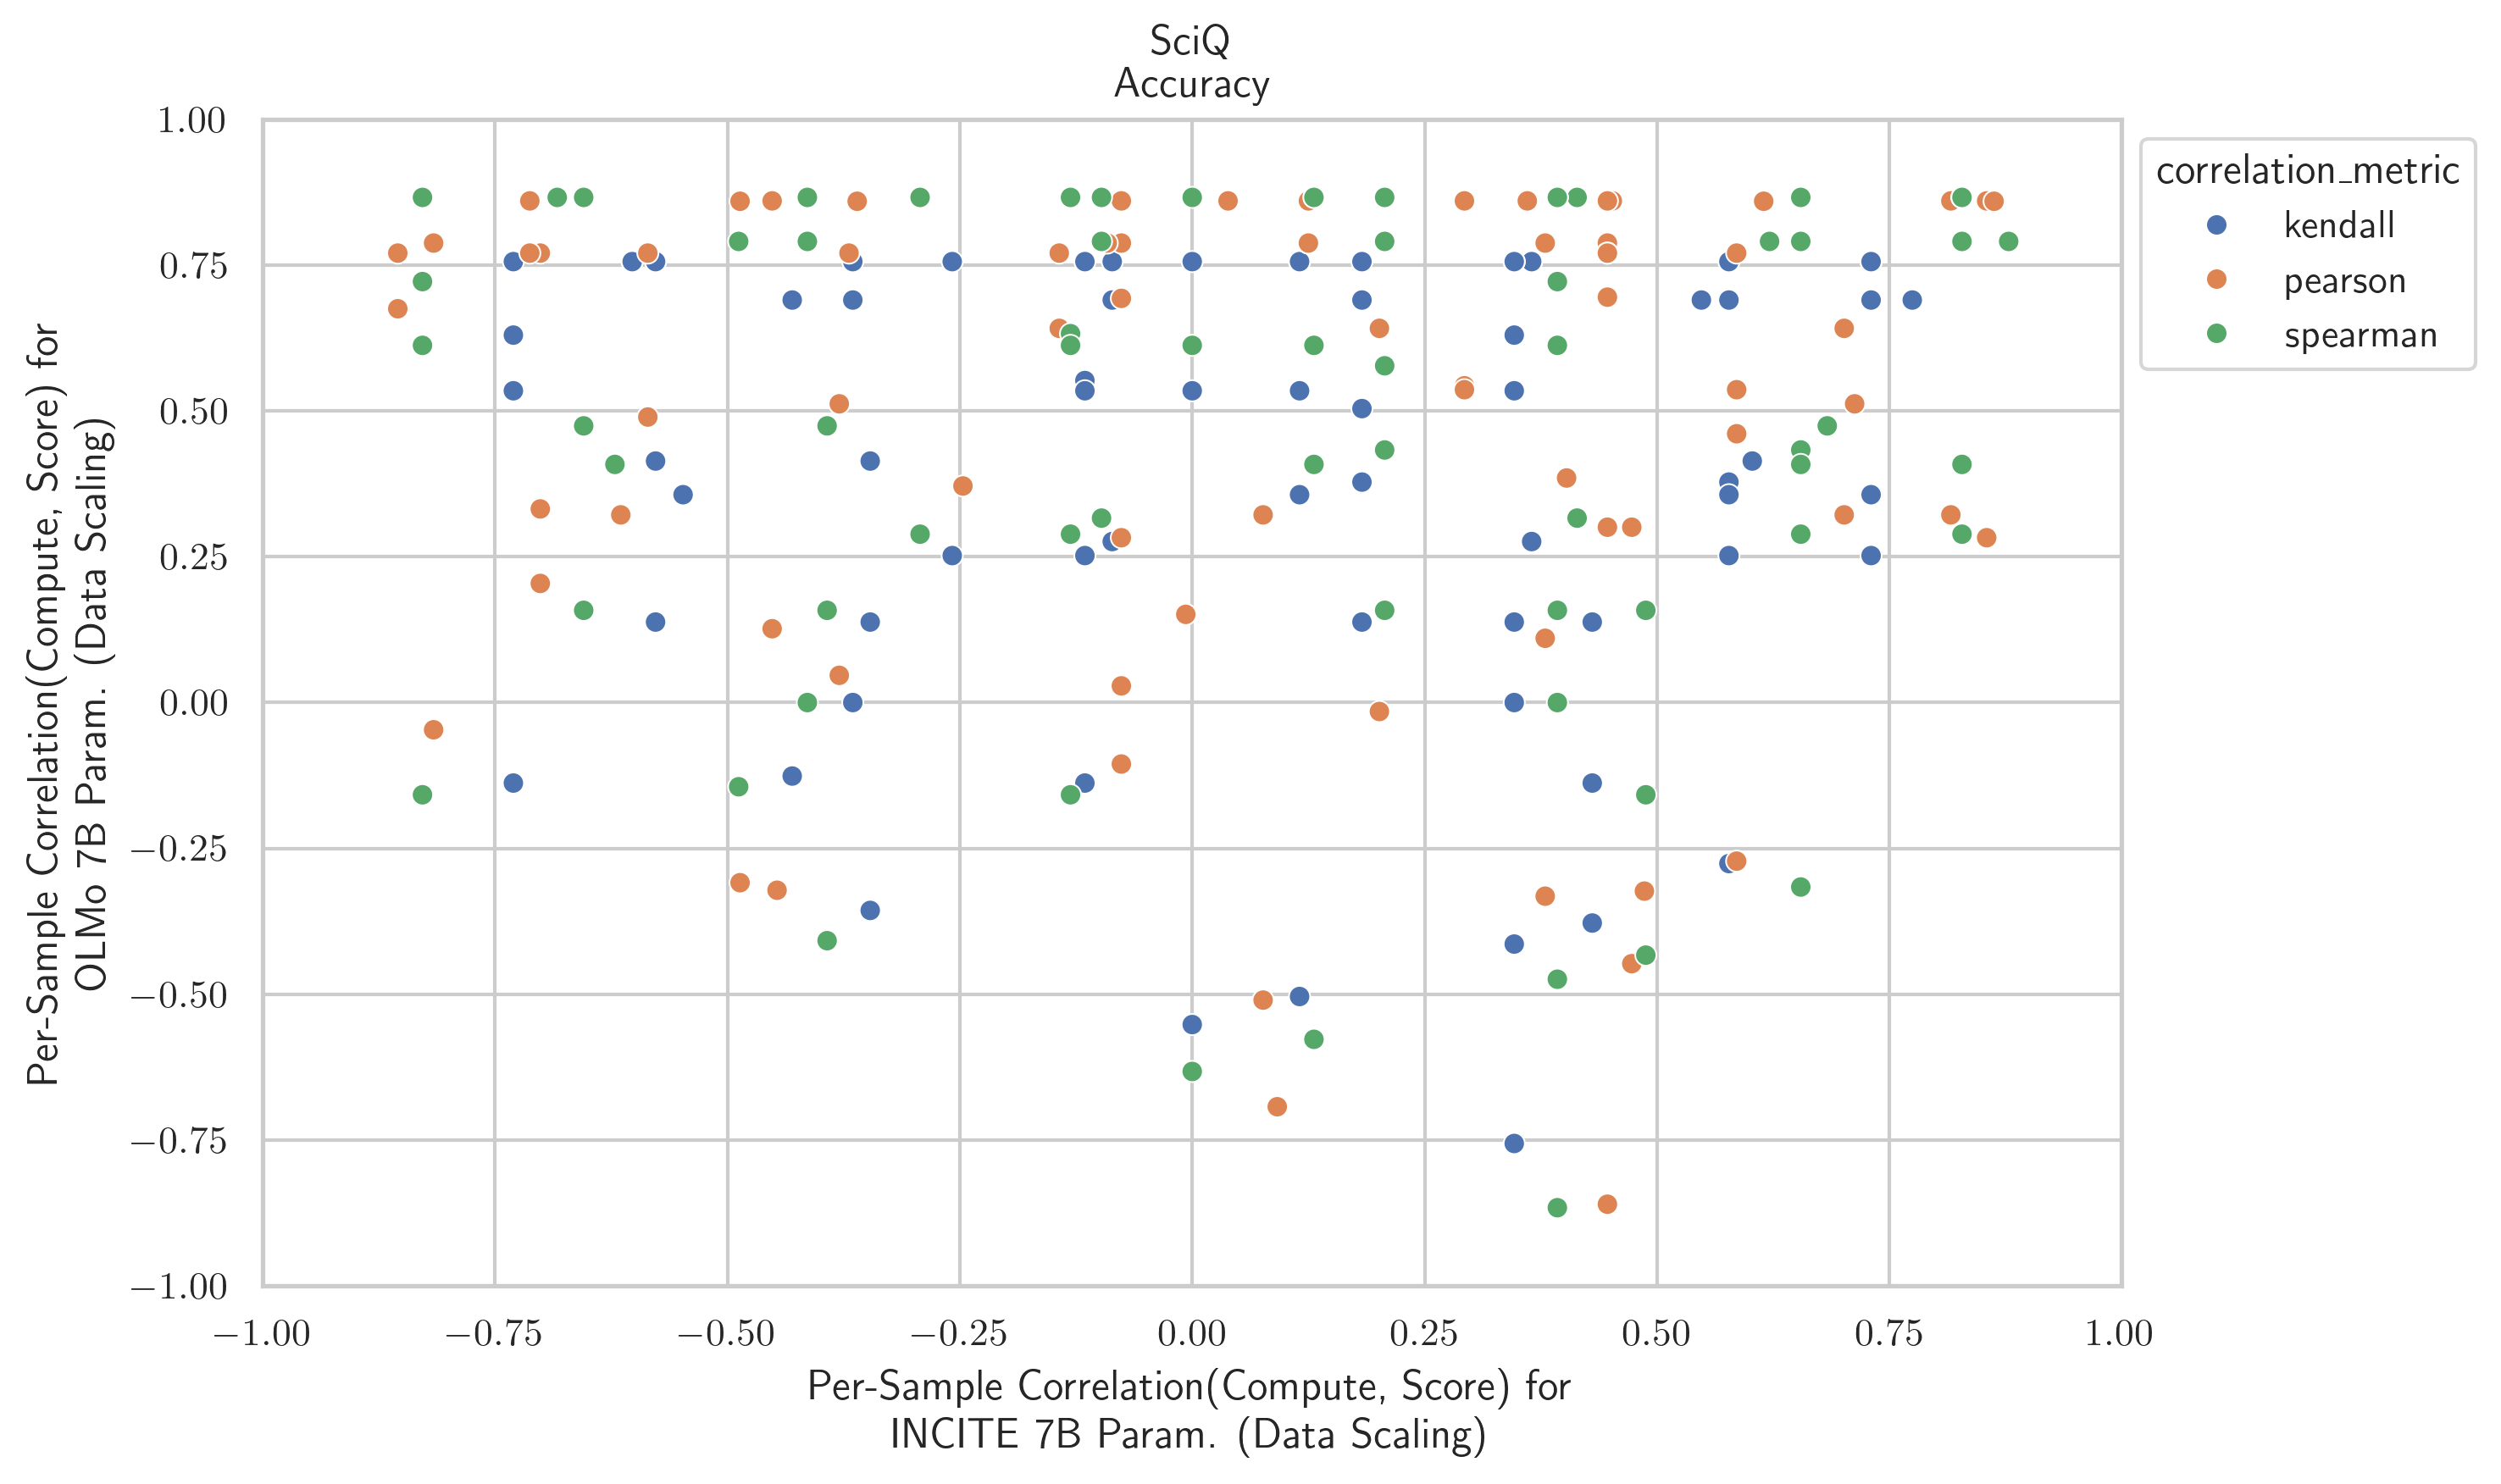 SciQ
Accuracy
1.00
0.75
0.50
0.25
0.00
−0.25
−0.50
−0.75
−1.00
Per-Sample Correlation(Compute, Score) for
OLMo 7B Param. (Data Scaling)
−1.00 −0.75 −0.50 −0.25 0.00 0.25 0.50 0.75 1.00
Per-Sample Correlation(Compute, Score) for
INCITE 7B Param. (Data Scaling)
correlation_metric
kendall
pearson
spearman